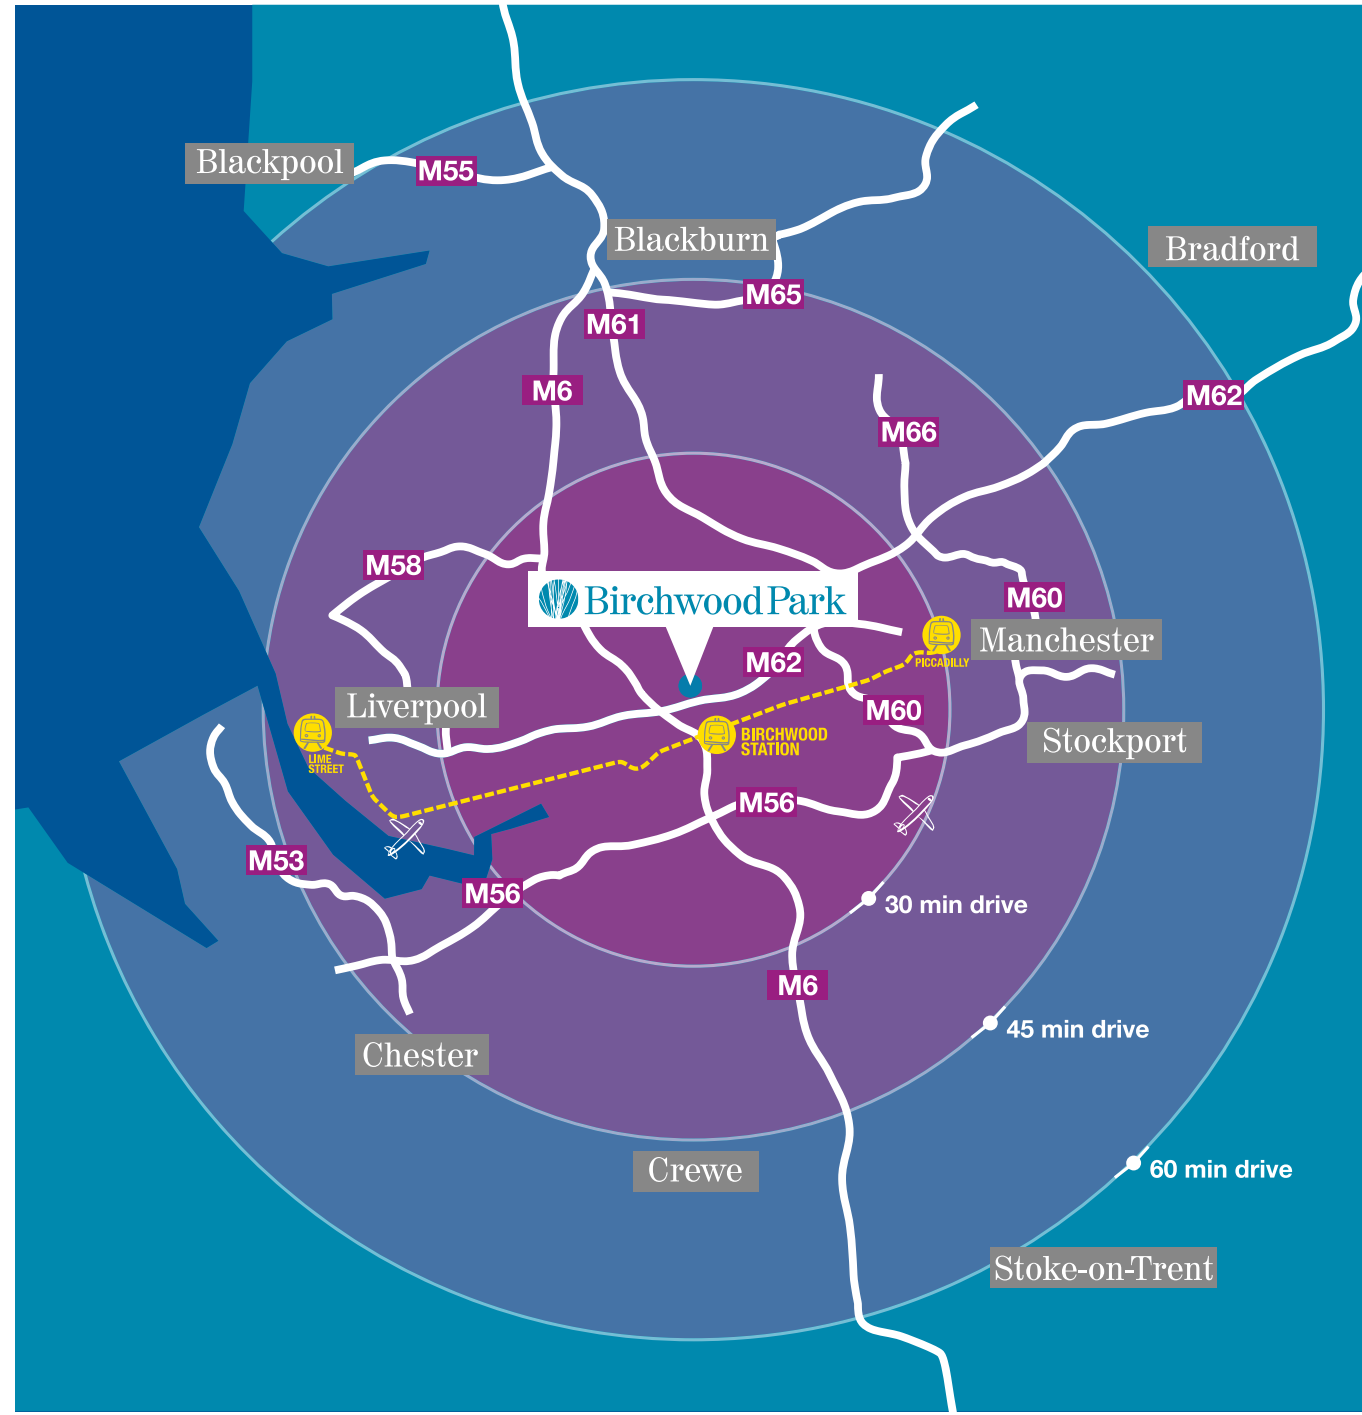 Blackpool
M55
Blackburn
Bradford
M65
M61
M6
M62
M66
M58
Birchwood Park
M60
Manchester
PICCADILLY
M62
Liverpool
M60
BIRCHWOOD
STATION
Stockport
LIME
STREET
M56
M53
M56
30 min drive
M6
45 min drive
Chester
Crewe
60 min drive
Stoke-on-Trent